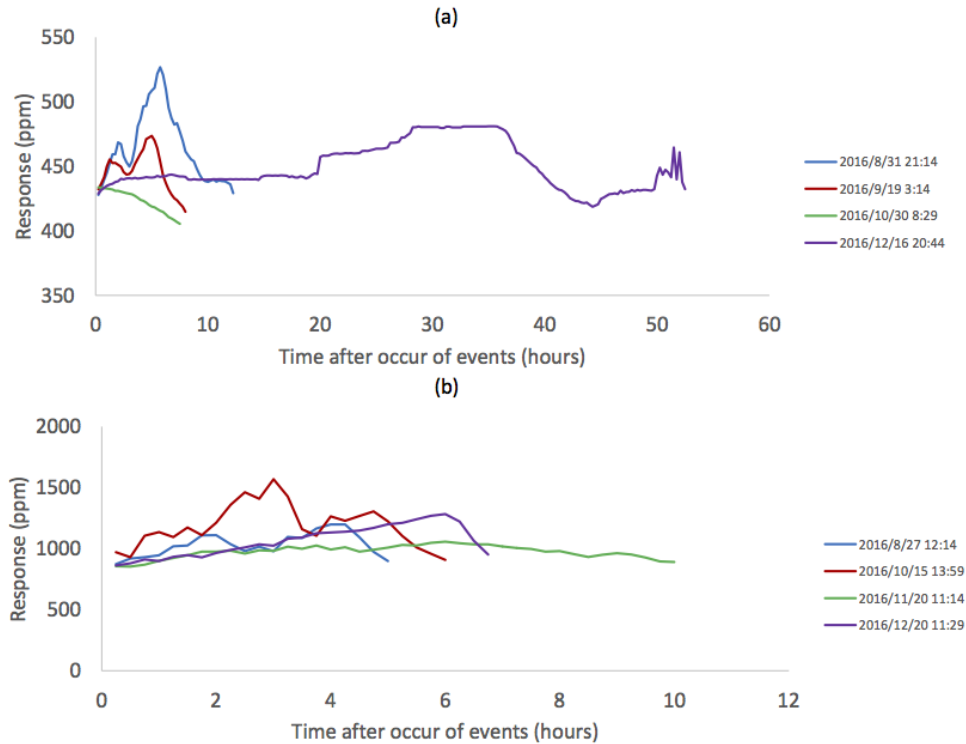 (a)
550
500
450
400
350
Response (ppm)
0 10 20 30 40 50 60
Time after occur of events (hours)
2016/8/31 21:14
2016/9/19 3:14
2016/10/30 8:29
2016/12/16 20:44
(b)
2000
1500
1000
500
0
Response (ppm)
0 2 4 6 8 10 12
Time after occur of events (hours)
2016/8/27 12:14
2016/10/15 13:59
2016/11/20 11:14
2016/12/20 11:29